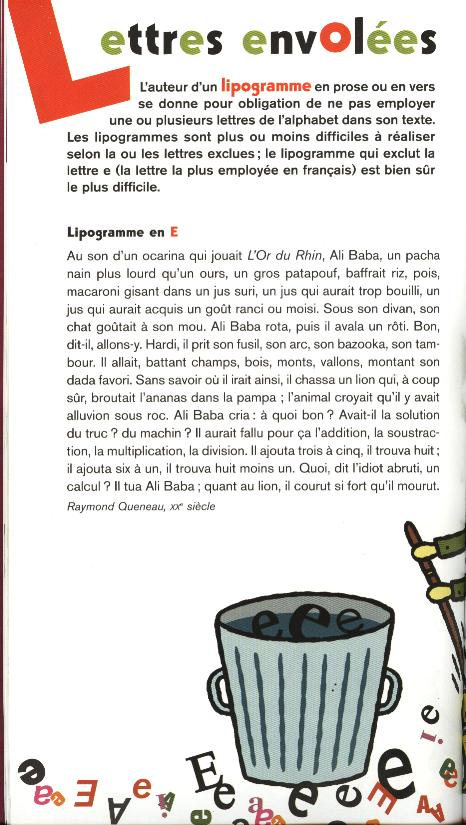 Lettres envolées
L'auteur d'un lipogramme en prose ou en vers
se donne pour obligation de ne pas employer
une ou plusieurs lettres de l'alphabet dans son texte.
Les lipogrammes sont plus ou moins difficiles à réaliser
selon la ou les lettres exclues ; le lipogramme qui exclut la
lettre e (la lettre la plus employée en français) est bien sûr
le plus difficile.
Lipogramme en E
Au son d'un ocarina qui jouait L'Or du Rhin, Ali Baba, un pacha
nain plus lourd qu'un ours, un gros patapouf, baffrait riz, pois,
macaroni gisant dans un jus suri, un jus qui aurait trop bouilli, un
jus qui aurait acquis un goût ranci ou moisi. Sous son divan, son
chat goûtait à son mou. Ali Baba rota, puis il avala un rôti. Bon,
dit-il, allons-y. Hardi, il prit son fusil, son arc, son bazooka, son tam-
bour. Il allait, battant champs, bois, monts, vallons, montant son
dada favori. Sans savoir où il irait ainsi, il chassa un lion qui, à coup
sûr, broutait l'ananas dans la pampa ; l'animal croyait qu'il y avait
alluvion sous roc. Ali Baba cria : à quoi bon ? Avait-il la solution
du truc ? du machin ? Il aurait fallu pour ça l'addition, la soustrac-
tion, la multiplication, la division. Il ajouta trois à cinq, il trouva huit ;
il ajouta six à un, il trouva huit moins un. Quoi, dit l'idiot abruti, un
calcul ? Il tua Ali Baba ; quant au lion, il courut si fort qu'il mourut.
Raymond Queneau, XXe siècle
e e e